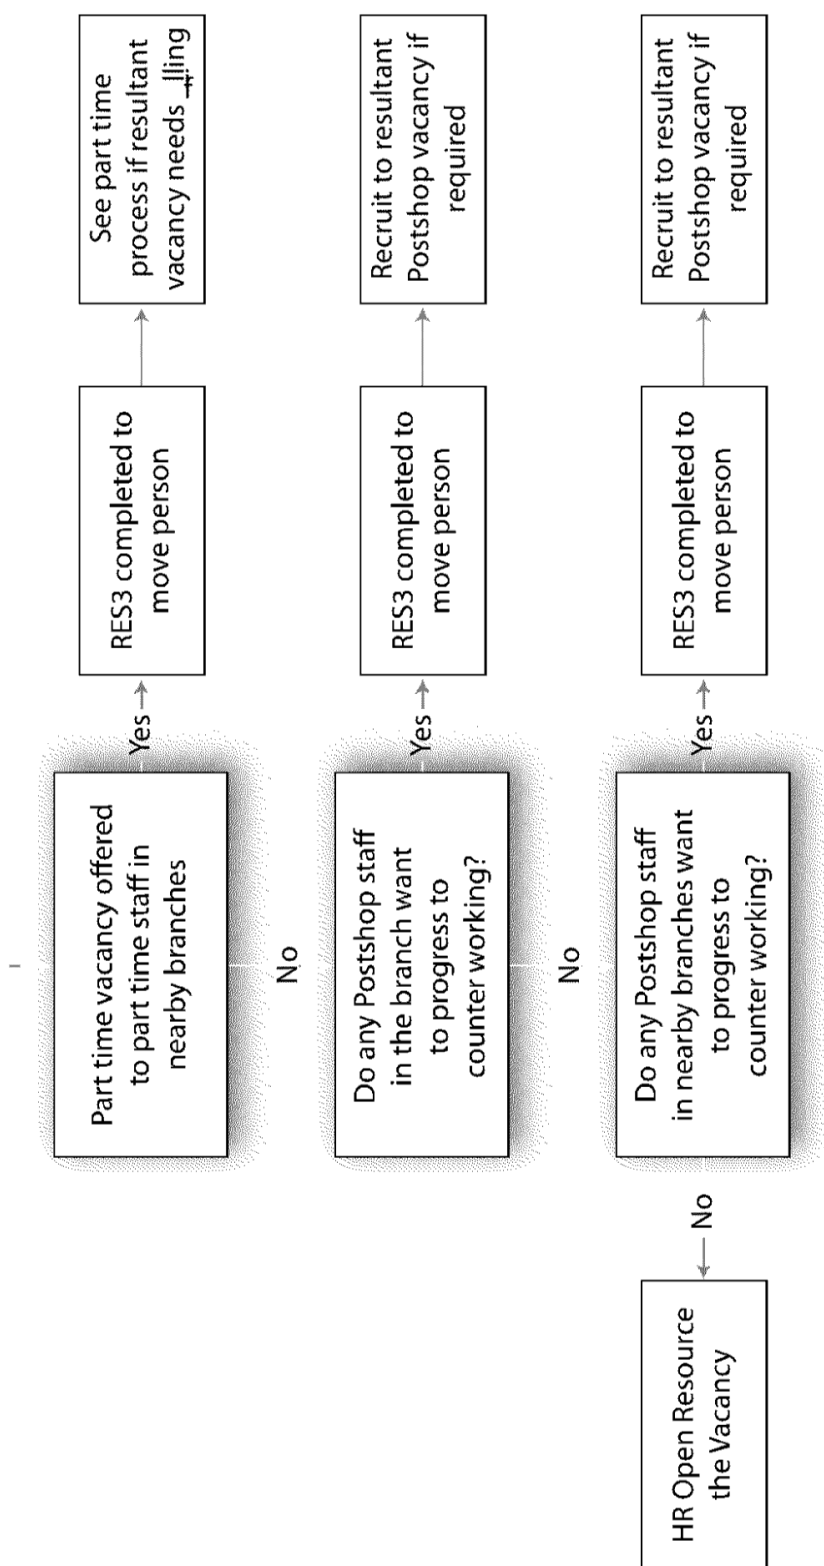 Part time vacancy offered
to part time staff in
nearby branches
Yes
RES3 completed to
move person
See part time
process if resultant
vacancy needs
No
Do any Postshop staff
in the branch want
to progress to
counter working?
Yes
RES3 completed to
move person
Recruit to resultant
Postshop vacancy if
required
No
Do any Postshop staff
in nearby branches want
to progress to
counter working?
Yes
RES3 completed to
move person
Recruit to resultant
Postshop vacancy if
required
No
HR Open Resource
the Vacancy